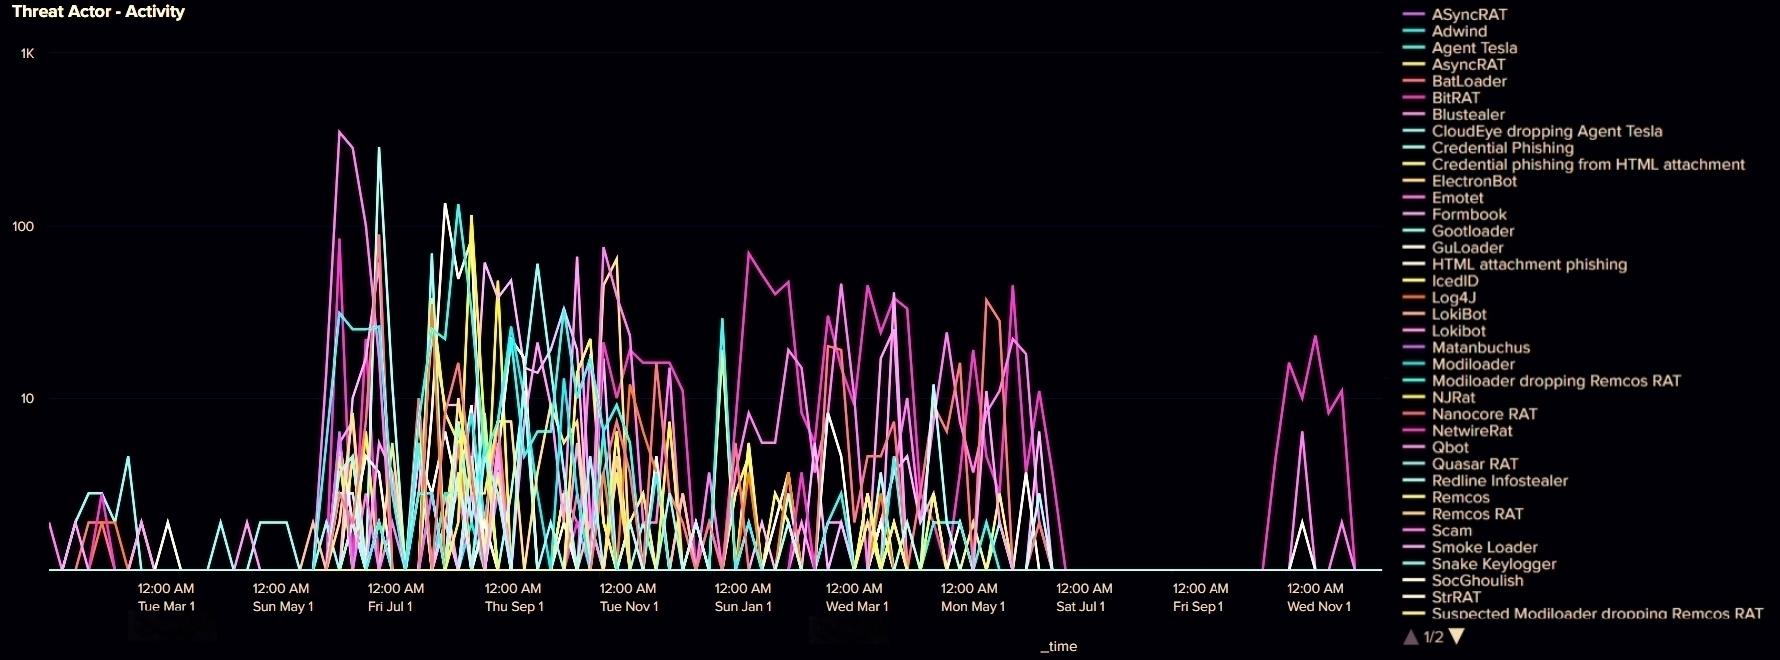 Threat Actor - Activity
1K
100
10
12:00 AM
Tue Mar 1
12:00 AM
Sun May 1
12:00 AM
Fri Jul 1
12:00 AM
Thu Sep 1
12:00 AM
Tue Nov 1
12:00 AM
Sun Jan 1
12:00 AM
Wed Mar 1
12:00 AM
Mon May 1
12:00 AM
Sat Jul 1
12:00 AM
Fri Sep 1
12:00 AM
Wed Nov 1
_time
ASyncRAT
Adwind
Agent Tesla
AsyncRAT
BatLoader
BitRAT
Blustealer
CloudEye dropping Agent Tesla
Credential Phishing
Credential phishing from HTML attachment
ElectronBot
Emotet
Formbook
Gootloader
GuLoader
HTML attachment phishing
IcedID
Log4J
LokiBot
Lokibot
Matanbuchus
Modiloader
Modiloader dropping Remcos RAT
NJRat
Nanocore RAT
NetwireRat
Qbot
Quasar RAT
Redline Infostealer
Remcos
Remcos RAT
Scam
Smoke Loader
Snake Keylogger
SocGhoulish
StrRAT
Suspected Modiloader dropping Remcos RAT
1/2